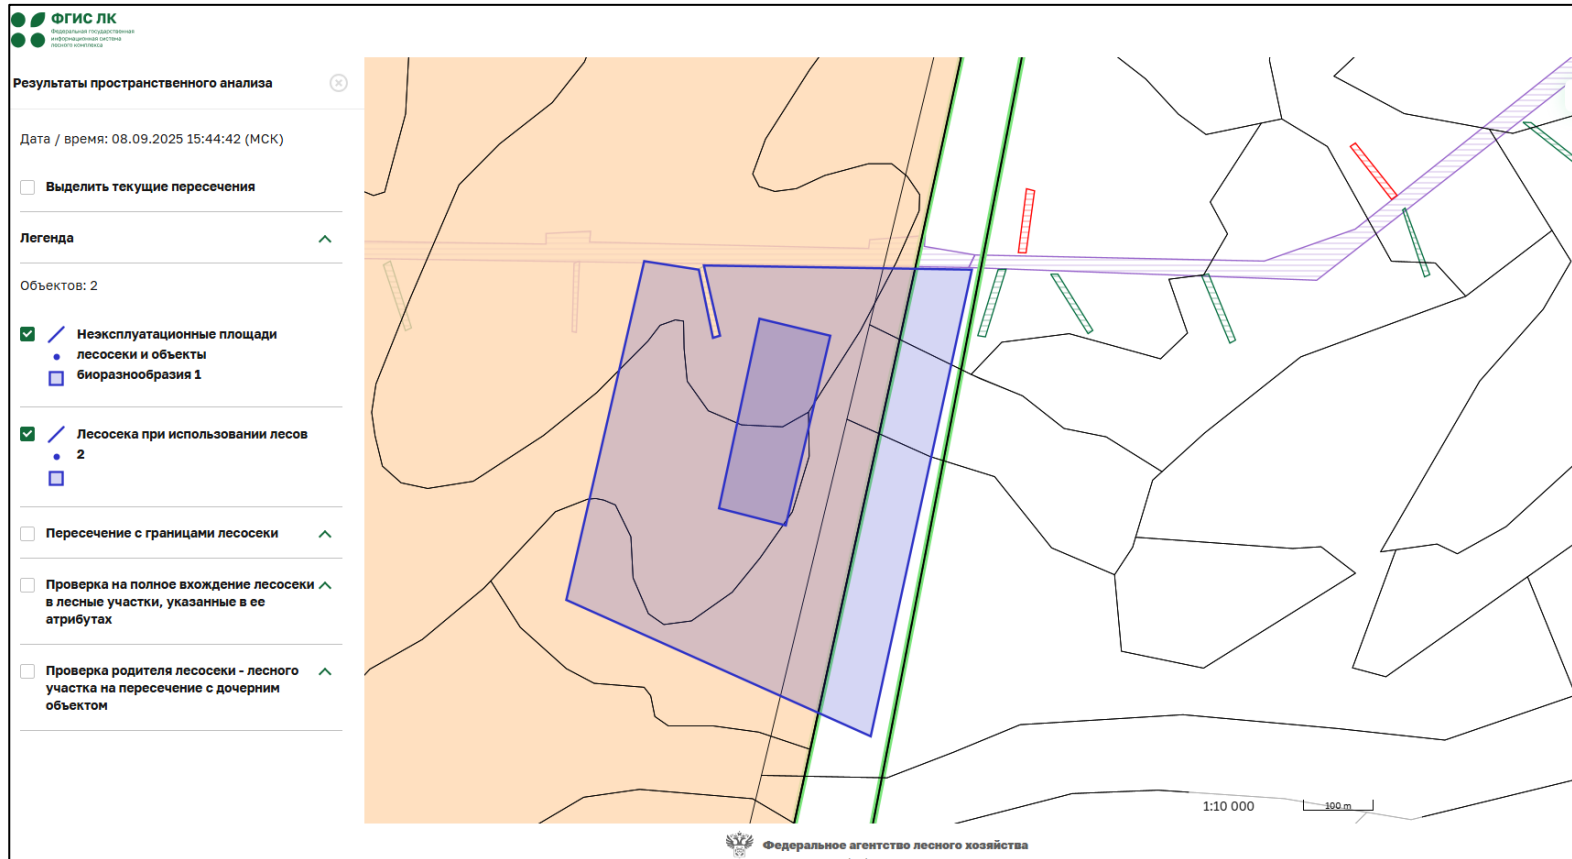 ФГИС ЛК
Федеральная государственная
информационная система
лесного комплекса
Результаты пространственного анализа
Дата / время: 08.09.2025 15:44:42 (МСК)
Выделить текущие пересечения
Легенда
Объектов: 2
Неэксплуатационные площади
лесосеки и объекты
биоразнообразия 1
Лесосека при использовании лесов
2
Пересечение с границами лесосеки
Проверка на полное вхождение лесосеки
в лесные участки, указанные в ее
атрибутах
Проверка родителя лесосеки - лесного
участка на пересечение с дочерним
объектом
1:10 000
100 m
Федеральное агентство лесного хозяйства